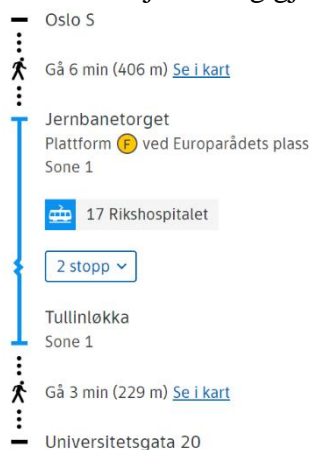 Oslo S
Gå 6 min (406 m) Se i kart
Jernbanetorget
Plattform F ved Europarådets plass
Sone 1
17 Rikshospitalet
2 stopp
Tullinløkka
Sone 1
Gå 3 min (229 m) Se i kart
Universitetsgata 20